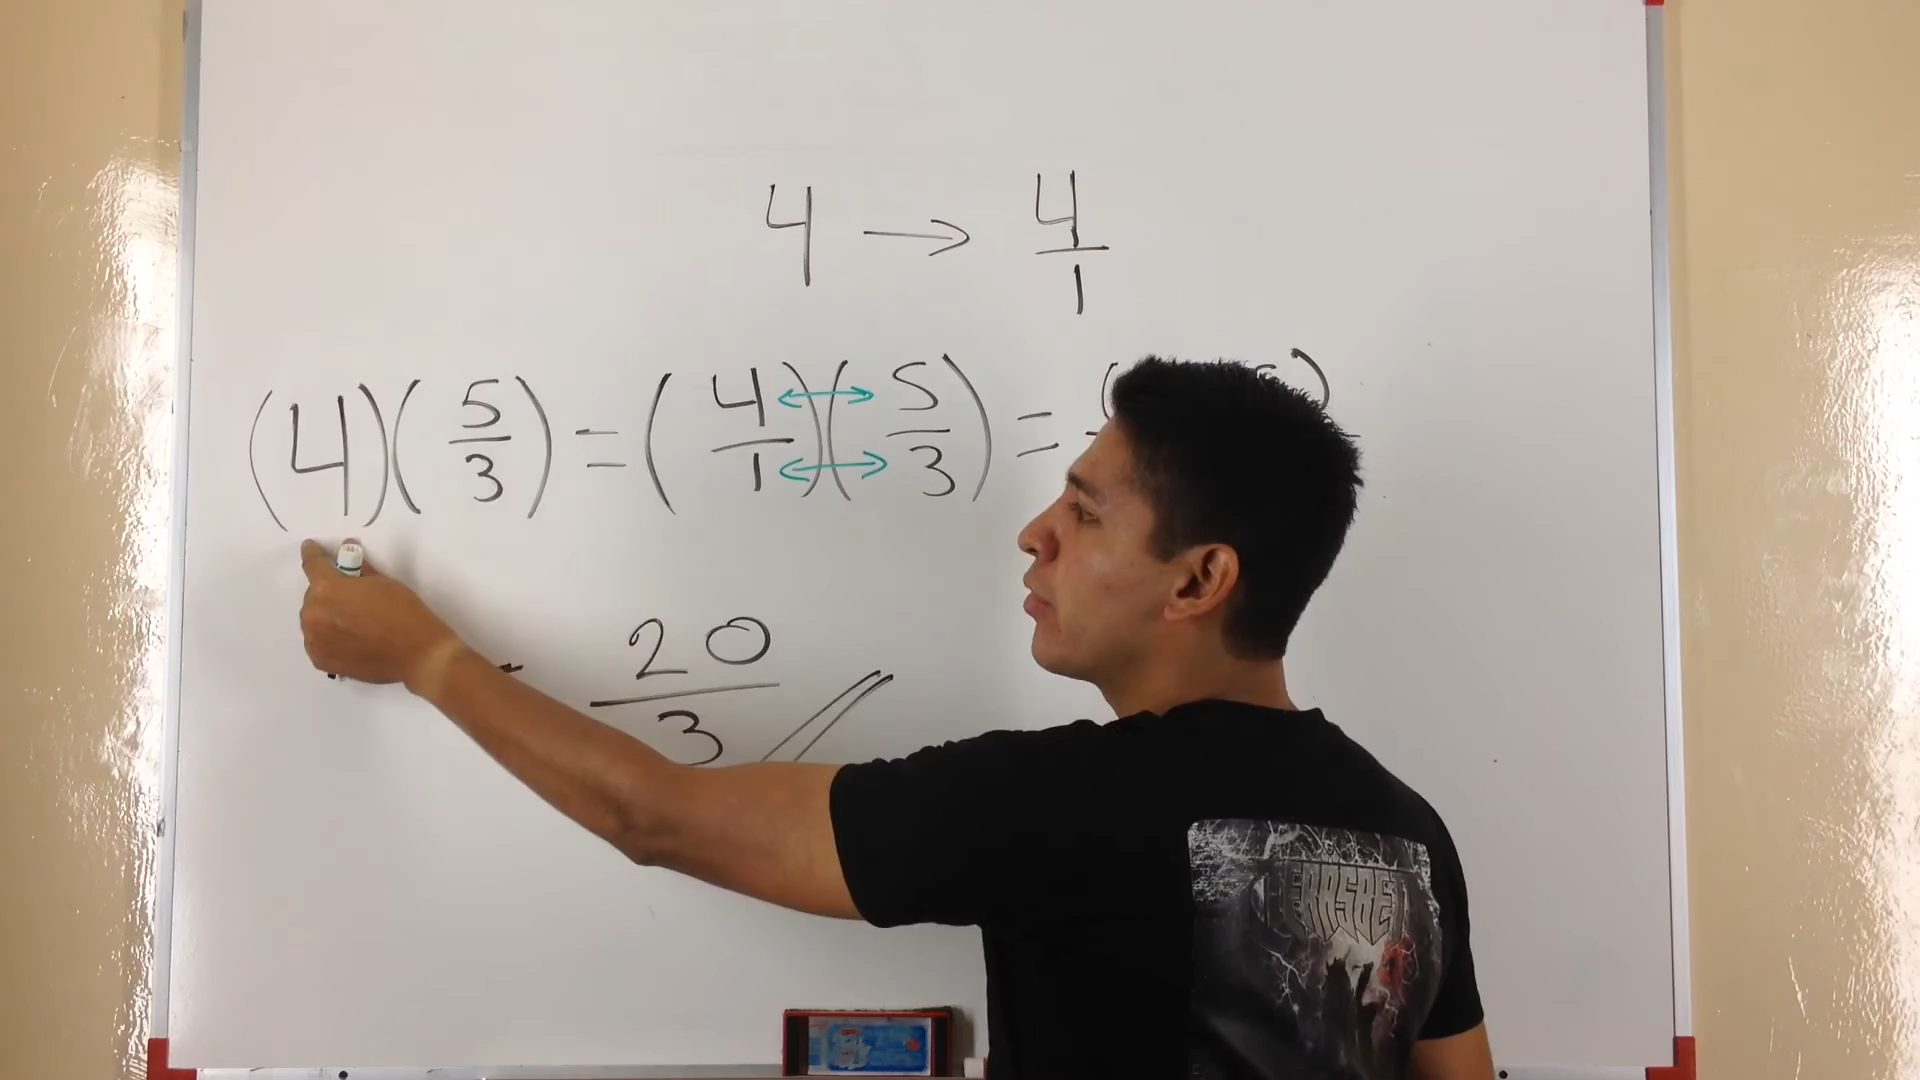 4 → 4/1
(4)(5/3) = (4/1)(5/3) =
= 20/3 //